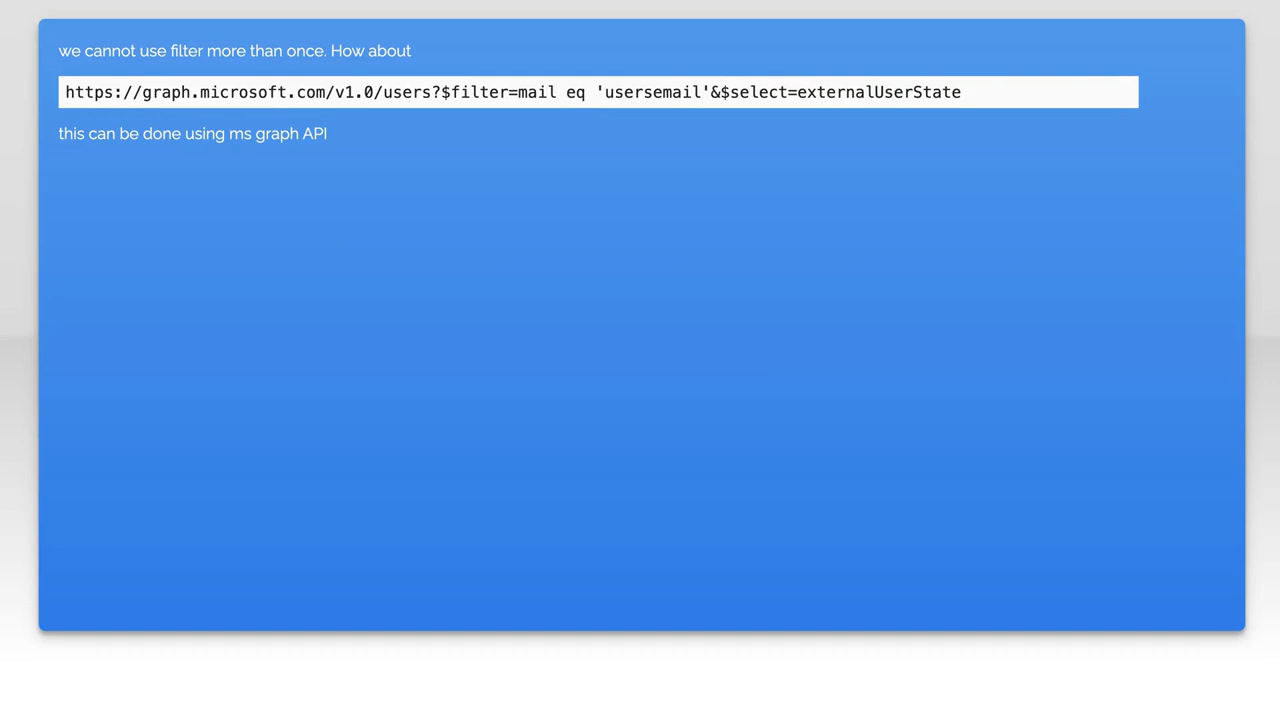 we cannot use filter more than once. How about
https://graph.microsoft.com/v1.0/users?$filter=mail eq 'usersemail'&$select=externalUserState
this can be done using ms graph API